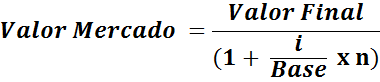 Valor Mercado = Valor Final / (1 + i / Base x n)